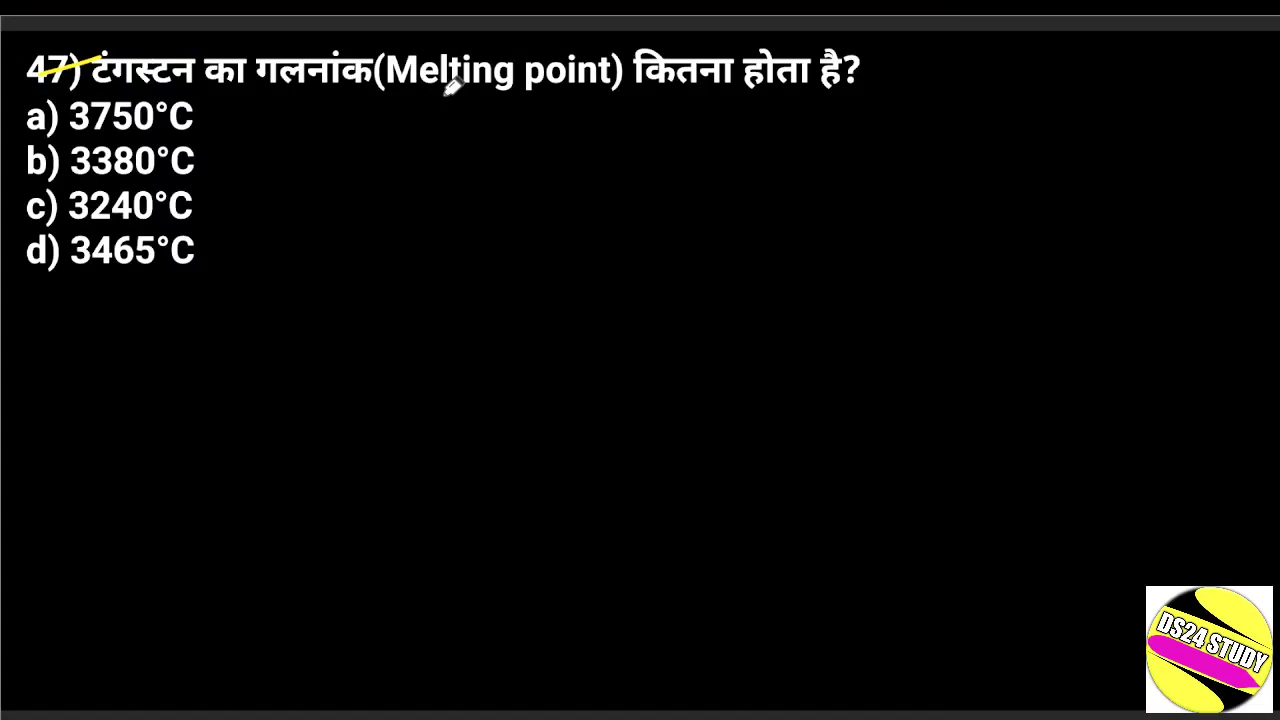 47) टंगस्टन का गलनांक(Melting point) कितना होता है?
a) 3750°C
b) 3380°C
c) 3240°C
d) 3465°C
DS24 STUDY